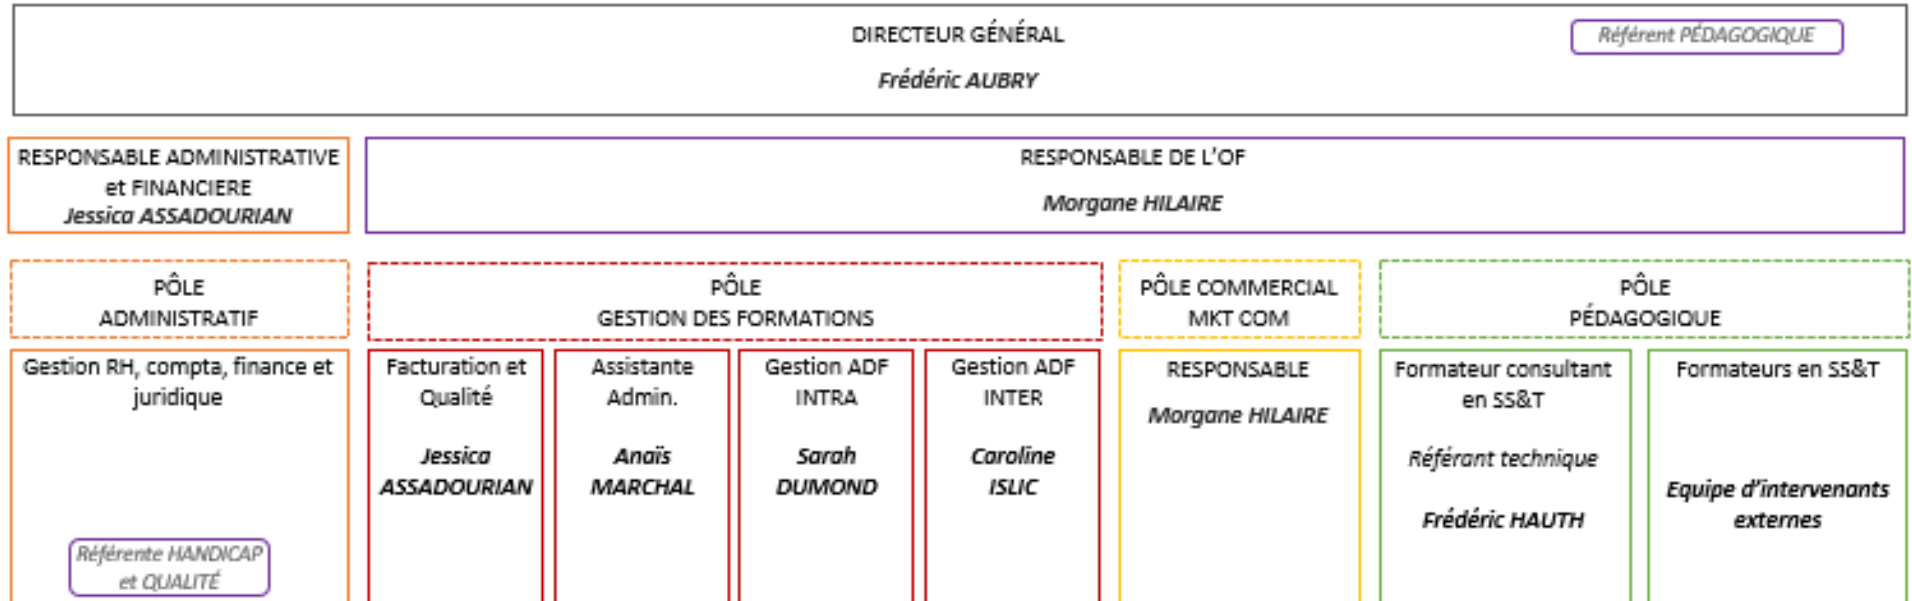 DIRECTEUR GÉNÉRAL
Référent PÉDAGOGIQUE
Frédéric AUBRY
RESPONSABLE ADMINISTRATIVE
et FINANCIERE
Jessica ASSADOURIAN
RESPONSABLE DE L'OF
Morgane HILAIRE
PÔLE
ADMINISTRATIF
PÔLE
GESTION DES FORMATIONS
PÔLE COMMERCIAL
MKT COM
PÔLE
PÉDAGOGIQUE
Gestion RH, compta, finance et
juridique
Référente HANDICAP
et QUALITÉ
Facturation et
Qualité
Jessica
ASSADOURIAN
Assistante
Admin.
Anaïs
MARCHAL
Gestion ADF
INTRA
Sarah
DUMOND
Gestion ADF
INTER
Caroline
ISLIC
RESPONSABLE
Morgane HILAIRE
Formateur consultant
en SS&T
Référant technique
Frédéric HAUTH
Formateurs en SS&T
Equipe d'intervenants
externes